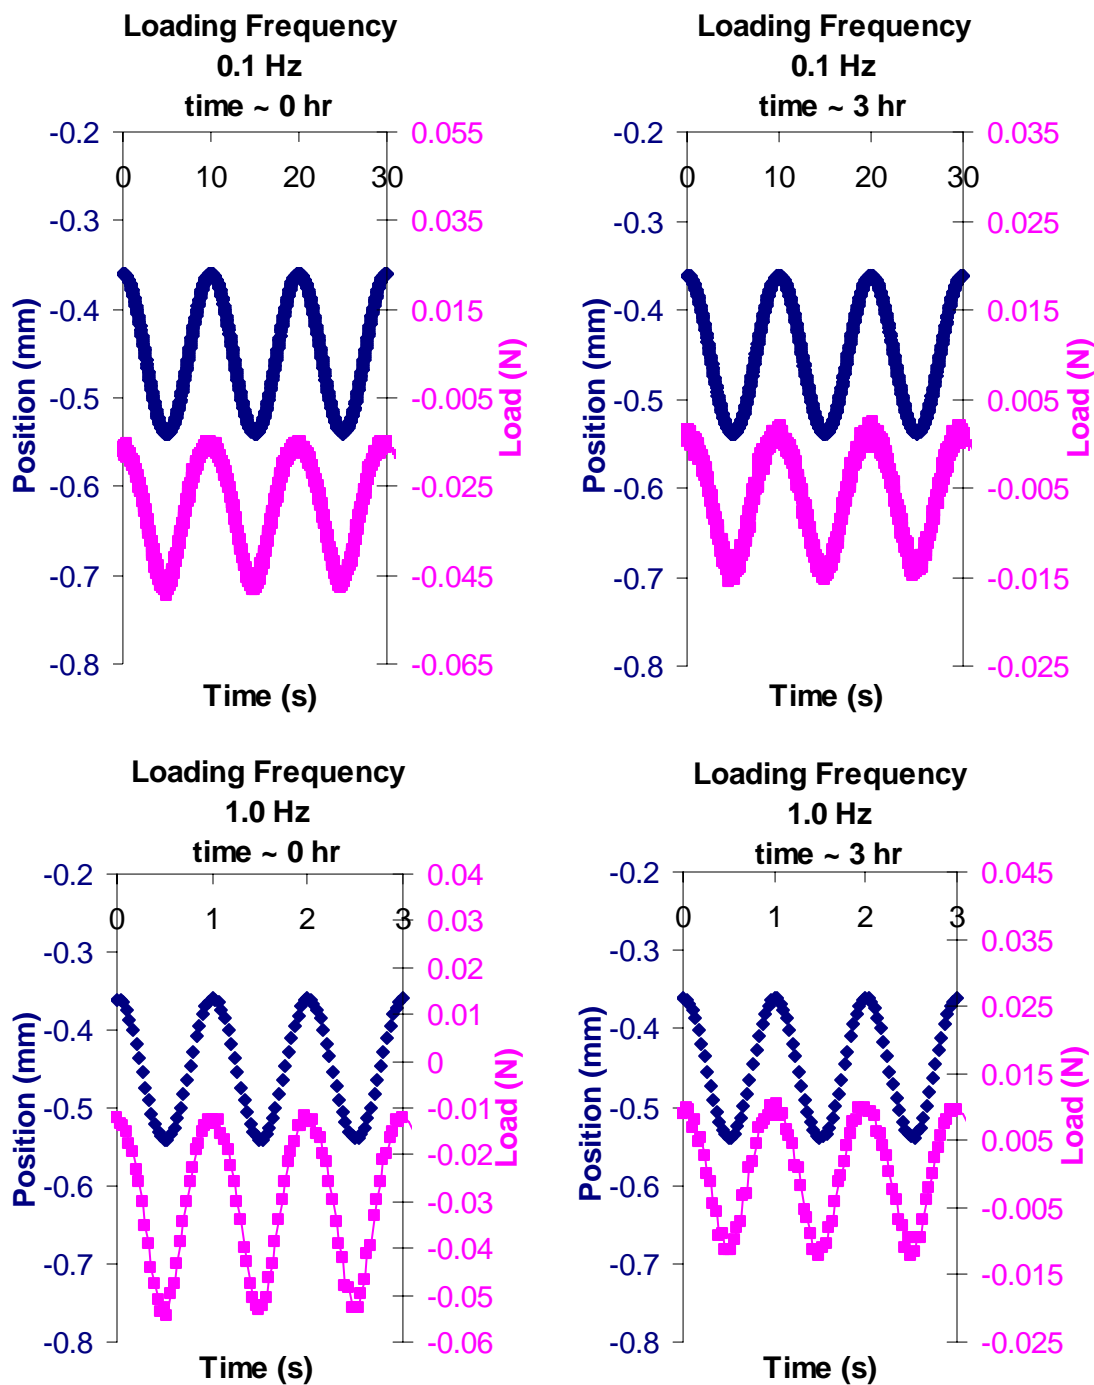 Loading Frequency
0.1 Hz
time ~ 0 hr
-0.2
-0.3
-0.4
-0.5
-0.6
-0.7
-0.8
Position (mm)
0 10 20 30
0.055
0.035
0.015
-0.005
-0.025
-0.045
-0.065
Load (N)
Time (s)
Loading Frequency
0.1 Hz
time ~ 3 hr
-0.2
-0.3
-0.4
-0.5
-0.6
-0.7
-0.8
Position (mm)
0 10 20 30
0.035
0.025
0.015
0.005
-0.005
-0.015
-0.025
Load (N)
Time (s)
Loading Frequency
1.0 Hz
time ~ 0 hr
-0.2
-0.3
-0.4
-0.5
-0.6
-0.7
-0.8
Position (mm)
0 1 2 3
0.04
0.03
0.02
0.01
0
-0.01
-0.02
-0.03
-0.04
-0.05
-0.06
Load (N)
Time (s)
Loading Frequency
1.0 Hz
time ~ 3 hr
-0.2
-0.3
-0.4
-0.5
-0.6
-0.7
-0.8
Position (mm)
0 1 2 3
0.045
0.035
0.025
0.015
0.005
-0.005
-0.015
-0.025
Load (N)
Time (s)